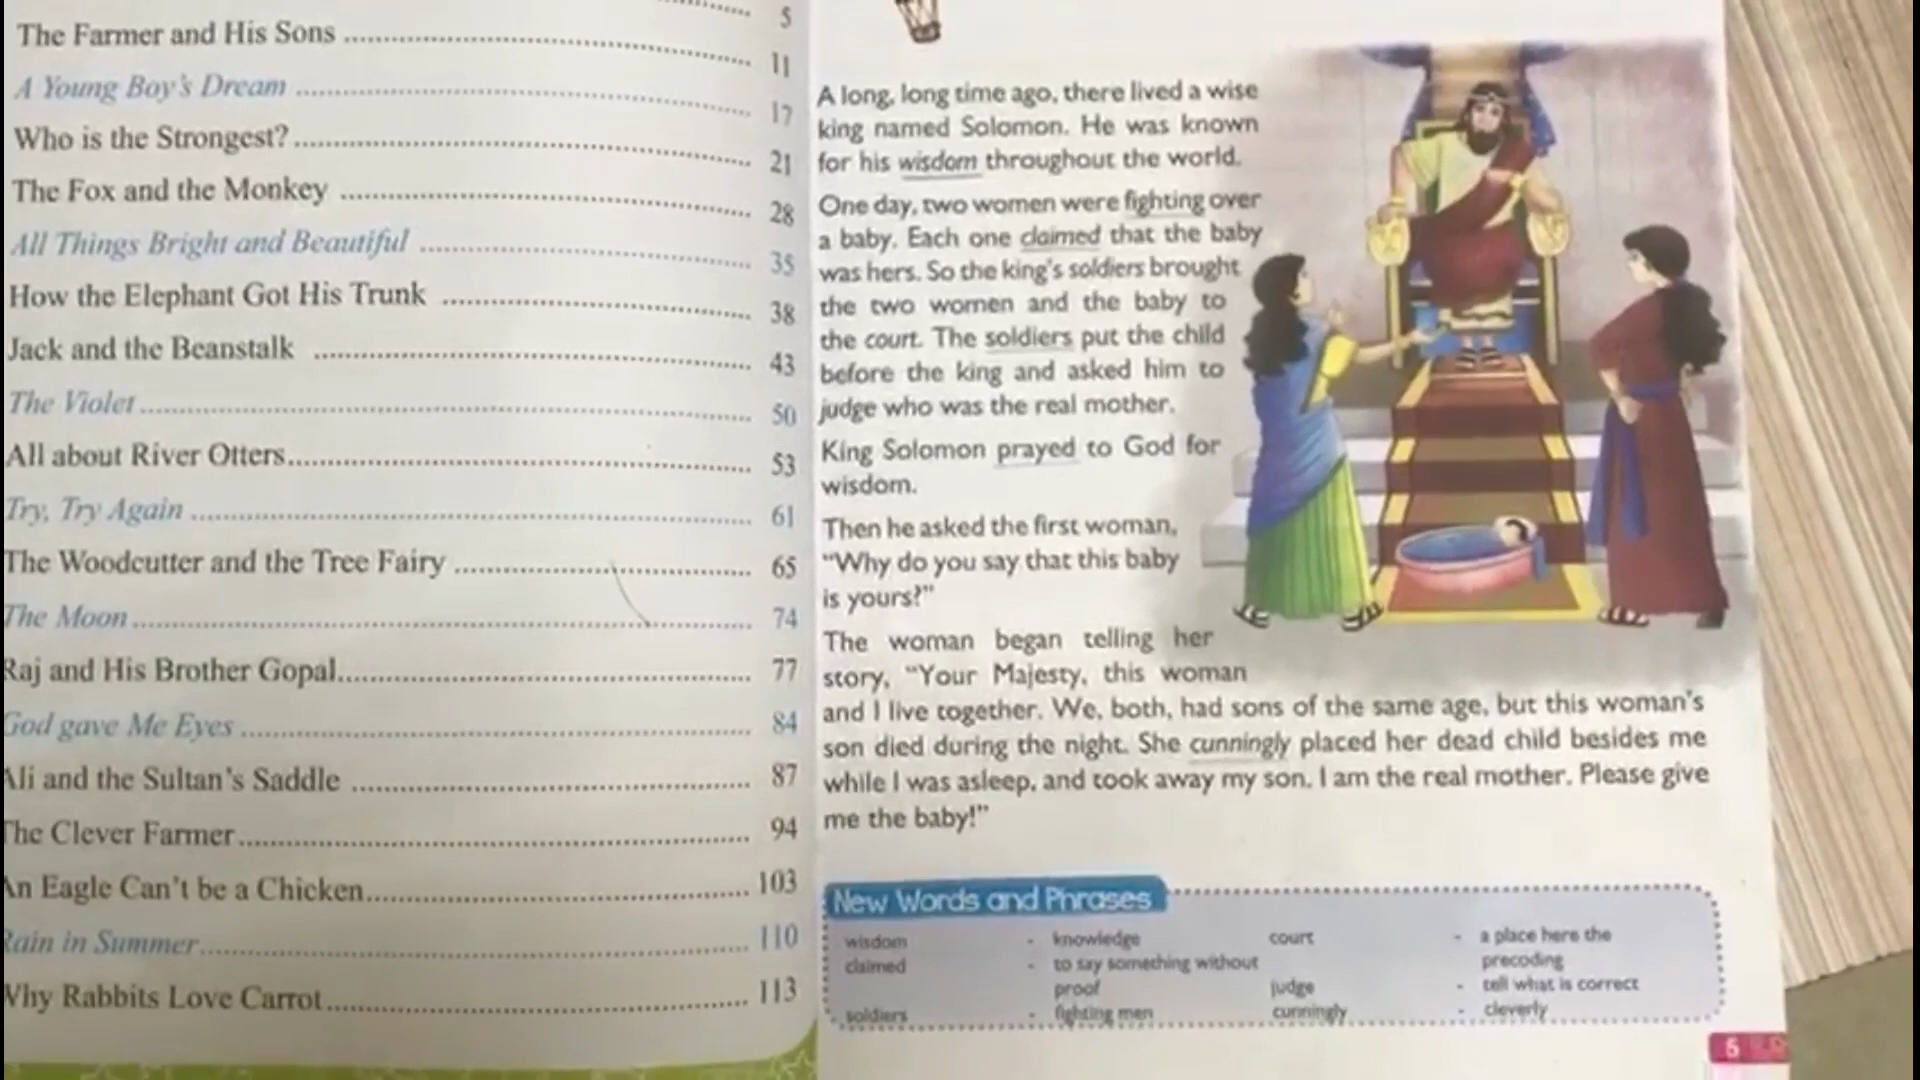 5
The Farmer and His Sons 11
A Young Boy's Dream 17
Who is the Strongest? 21
The Fox and the Monkey 28
All Things Bright and Beautiful 35
How the Elephant Got His Trunk 38
Jack and the Beanstalk 43
The Violet 50
All about River Otters 53
Try, Try Again 61
The Woodcutter and the Tree Fairy 65
The Moon 74
Raj and His Brother Gopal 77
God gave Me Eyes 84
Ali and the Sultan's Saddle 87
The Clever Farmer 94
An Eagle Can't be a Chicken 103
Rain in Summer 110
Why Rabbits Love Carrot 113
A long, long time ago, there lived a wise
king named Solomon. He was known
for his wisdom throughout the world.
One day, two women were fighting over
a baby. Each one claimed that the baby
was hers. So the king's soldiers brought
the two women and the baby to
the court. The soldiers put the child
before the king and asked him to
judge who was the real mother.
King Solomon prayed to God for
wisdom.
Then he asked the first woman,
"Why do you say that this baby
is yours?"
The woman began telling her
story, "Your Majesty, this woman
and I live together. We, both, had sons of the same age, but this woman's
son died during the night. She cunningly placed her dead child besides me
while I was asleep, and took away my son. I am the real mother. Please give
me the baby!"
New Words and Phrases
wisdom - knowledge court - a place here the
claimed - to say something without precoding
proof judge - tell what is correct
soldiers - fighting men cunningly - cleverly
5